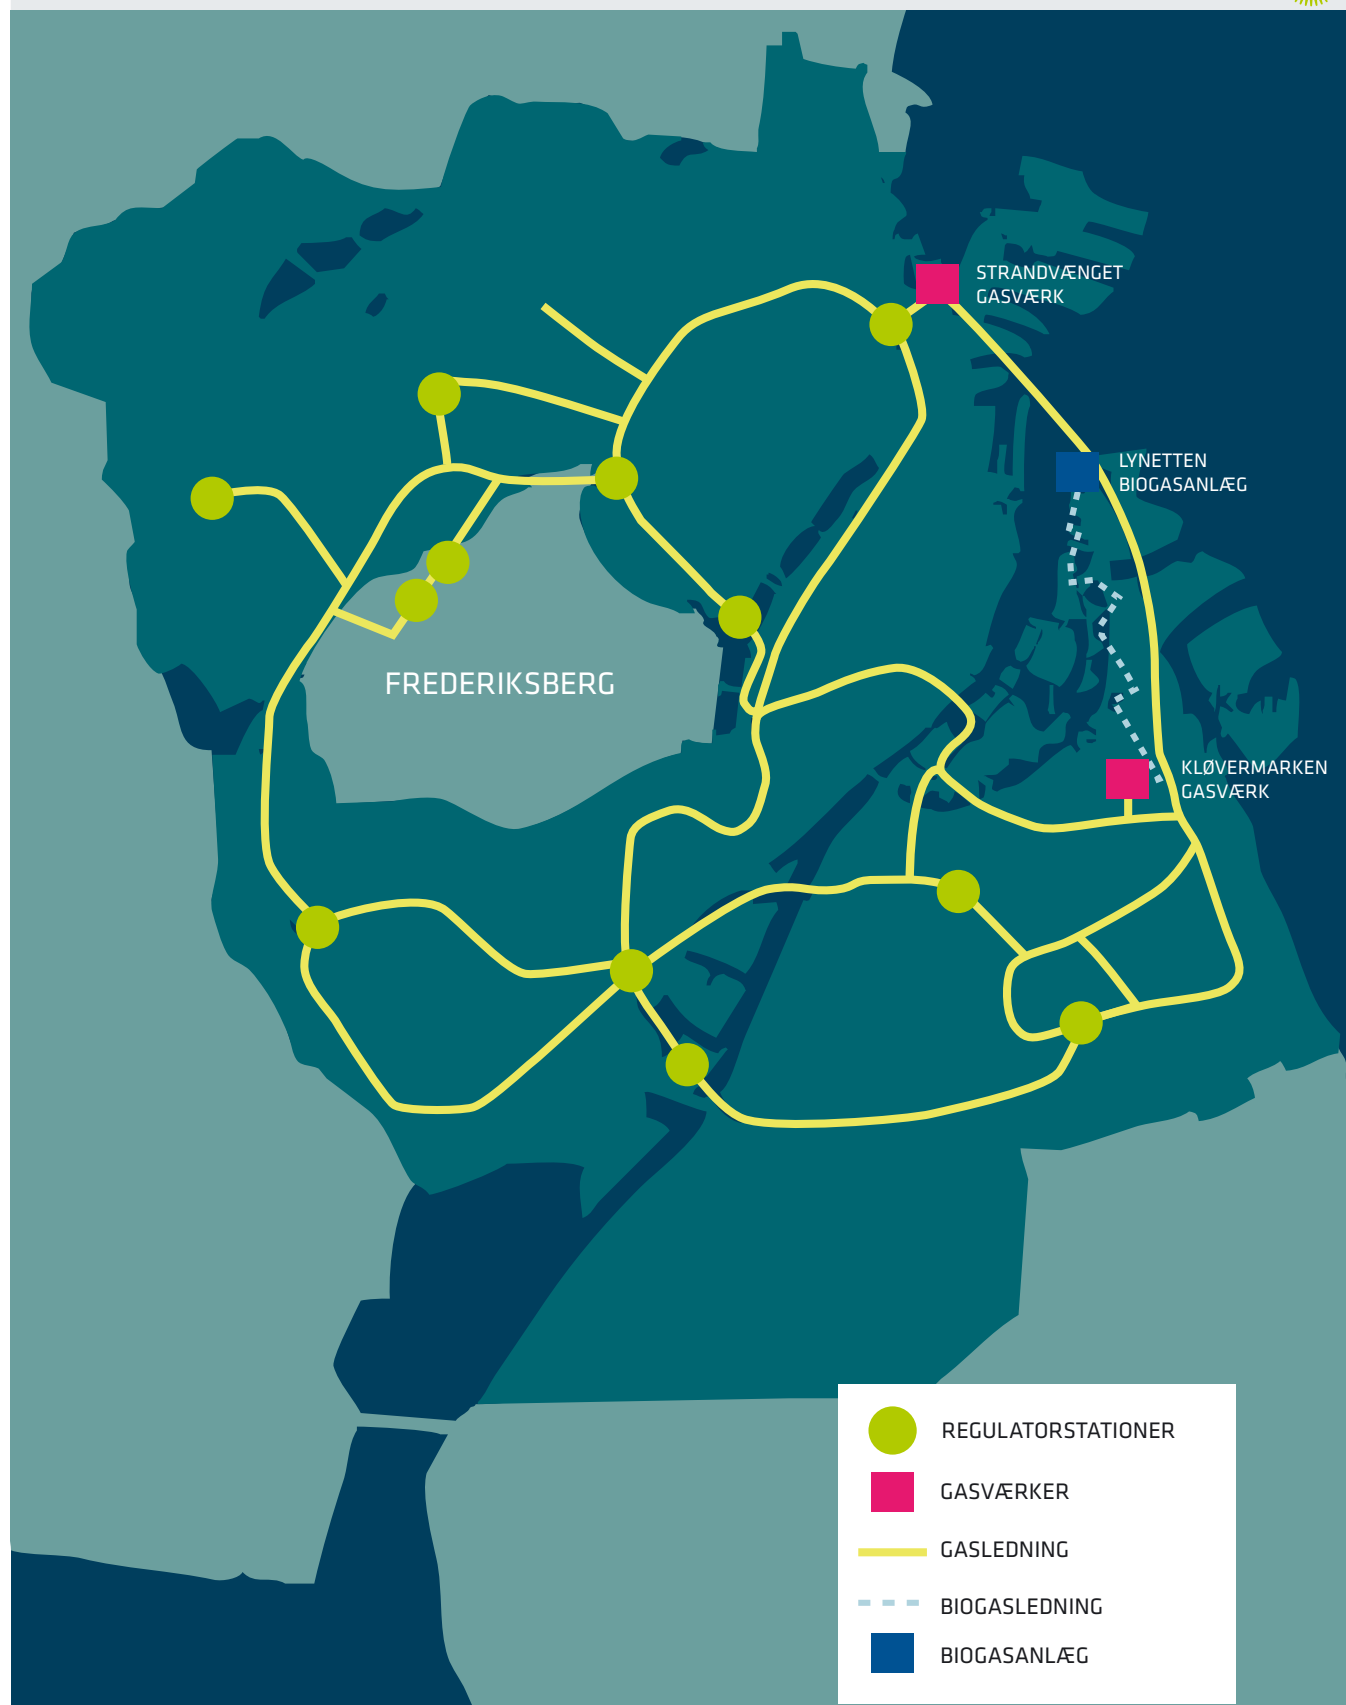 STRANDVÆNGET
GASVÆRK
LYNETTEN
BIOGASANLÆG
FREDERIKSBERG
KLØVERMARKEN
GASVÆRK
REGULATORSTATIONER
GASVÆRKER
GASLEDNING
BIOGASLEDNING
BIOGASANLÆG